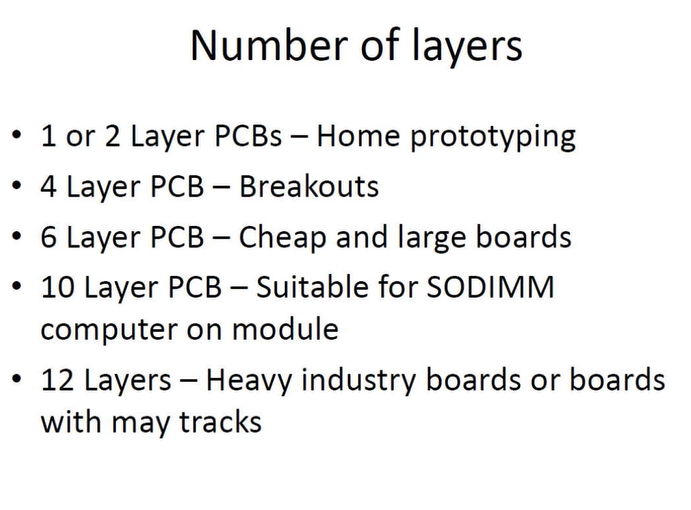 Number of layers
• 1 or 2 Layer PCBs – Home prototyping
• 4 Layer PCB – Breakouts
• 6 Layer PCB – Cheap and large boards
• 10 Layer PCB – Suitable for SODIMM
computer on module
• 12 Layers – Heavy industry boards or boards
with may tracks